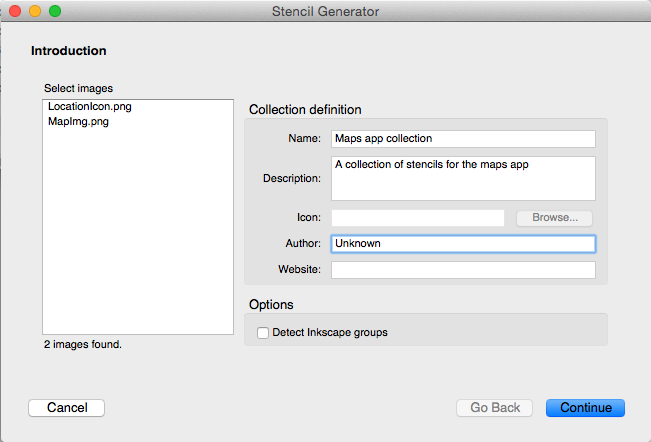 Stencil Generator
Introduction
Select images
LocationIcon.png
MapImg.png
2 images found.
Collection definition
Name: Maps app collection
Description: A collection of stencils for the maps app
Icon: Browse...
Author: Unknown
Website:
Options
Detect Inkscape groups
Cancel Go Back Continue